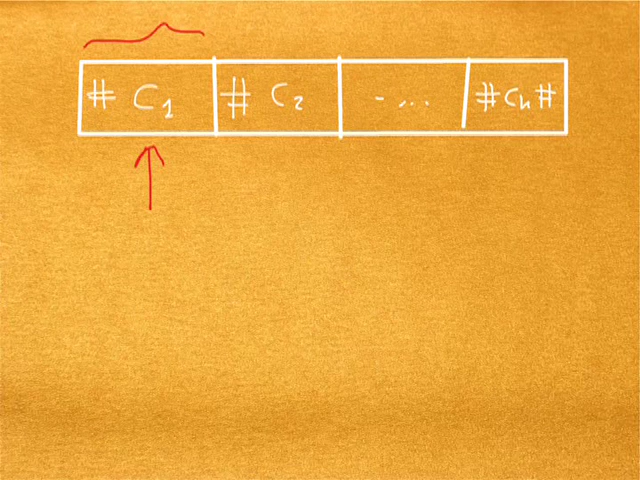 # C₁ # C₂ - ... # Cₙ #